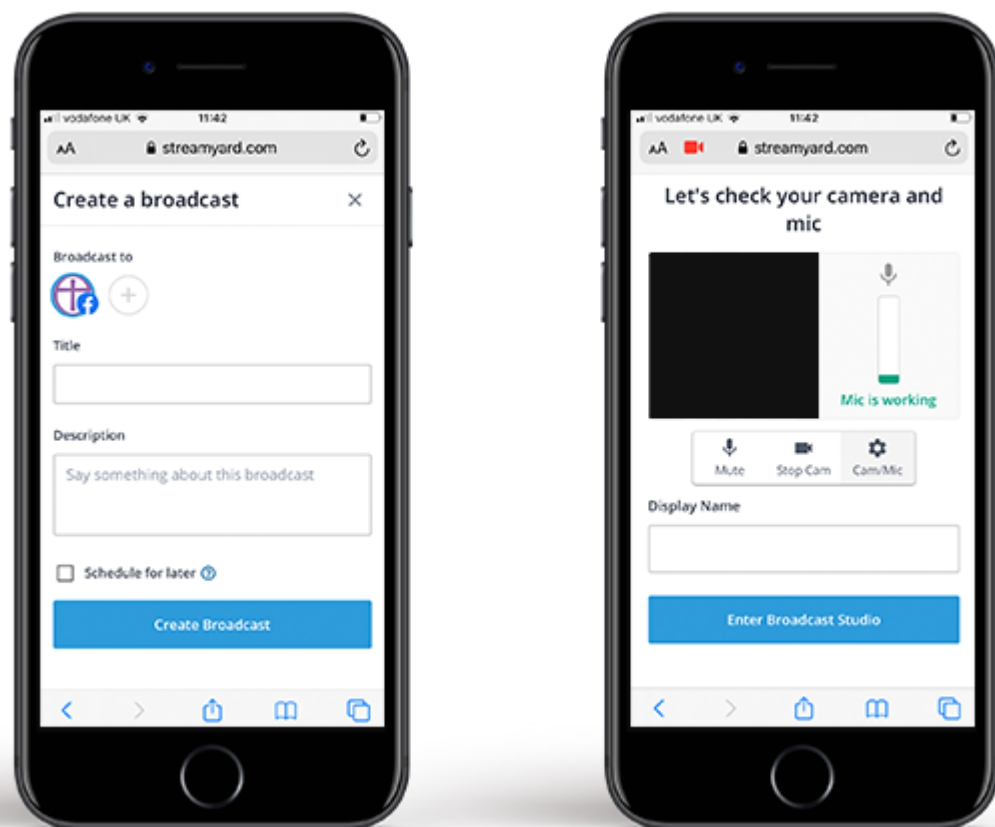 vodafone UK
11:42
AA
streamyard.com
Create a broadcast
Broadcast to
Title
Description
Say something about this broadcast
Schedule for later
Create Broadcast
vodafone UK
11:42
AA
streamyard.com
Let's check your camera and
mic
Mic is working
Mute
Stop Cam
Cam/Mic
Display Name
Enter Broadcast Studio